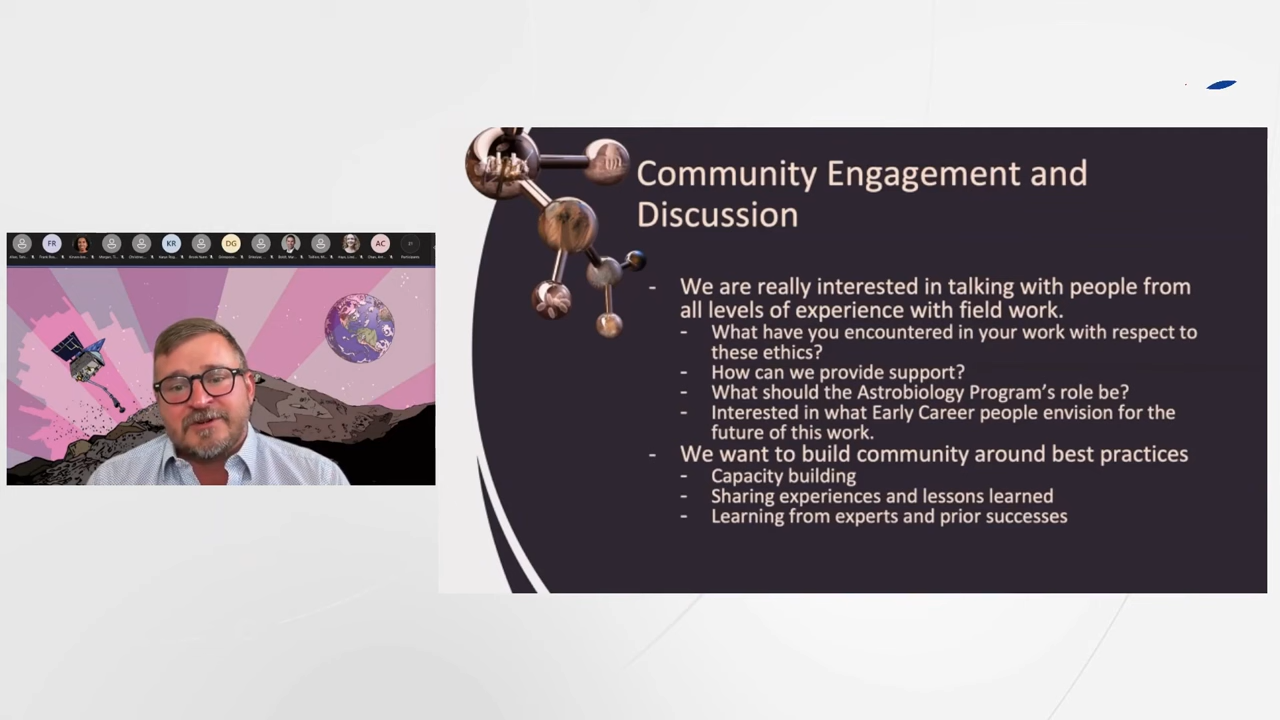 FR
KR
DG
AC
Participants
Community Engagement and
Discussion
- We are really interested in talking with people from
all levels of experience with field work.
- What have you encountered in your work with respect to
these ethics?
- How can we provide support?
- What should the Astrobiology Program's role be?
- Interested in what Early Career people envision for the
future of this work.
- We want to build community around best practices
- Capacity building
- Sharing experiences and lessons learned
- Learning from experts and prior successes